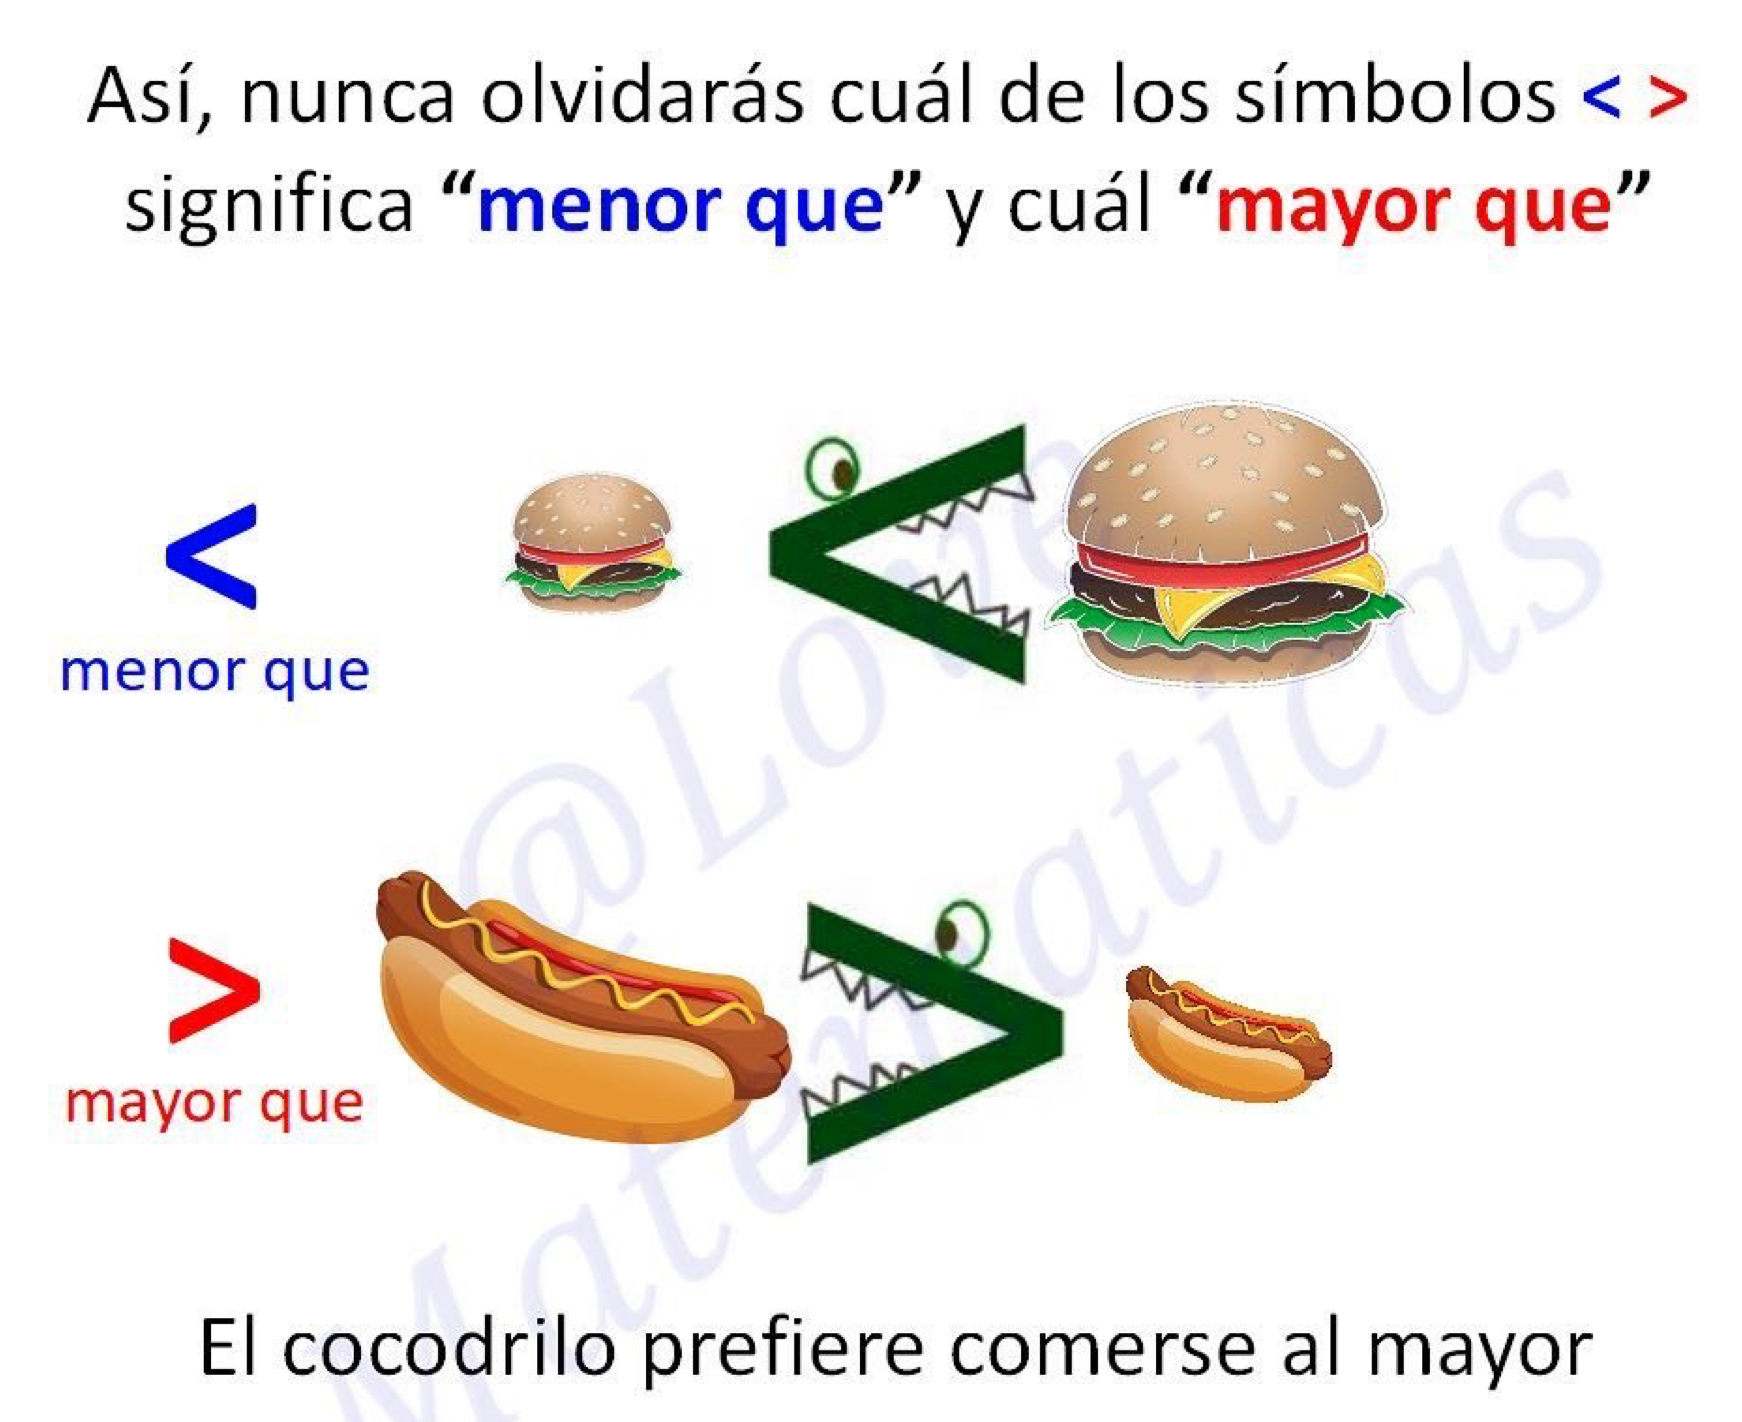 Así, nunca olvidarás cuál de los símbolos < >
significa “menor que” y cuál “mayor que”
<
menor que
>
mayor que
El cocodrilo prefiere comerse al mayor
@Love
Matematicas